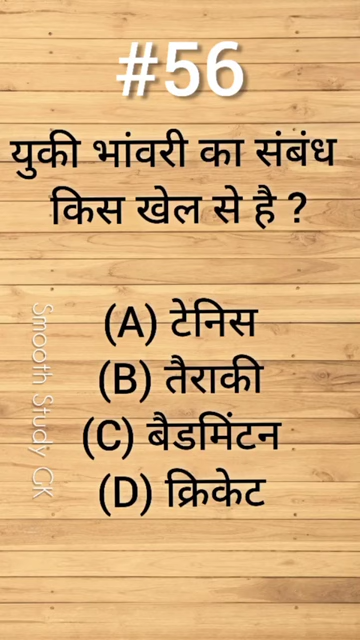 #56
युकी भांवरी का संबंध
किस खेल से है ?
(A) टेनिस
(B) तैराकी
(C) बैडमिंटन
(D) क्रिकेट
Smooth Study GK